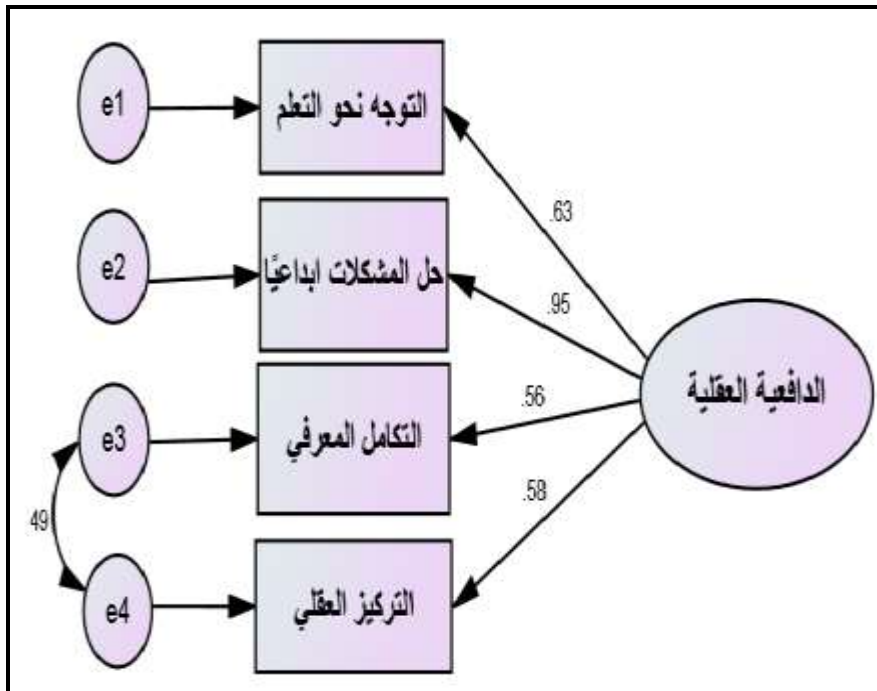 e1
التوجه نحو التعلم
.63
e2
حل المشكلات ابداعيًا
.95
الدافعية العقلية
e3
التكامل المعرفي
.56
.58
49
e4
التركيز العقلي